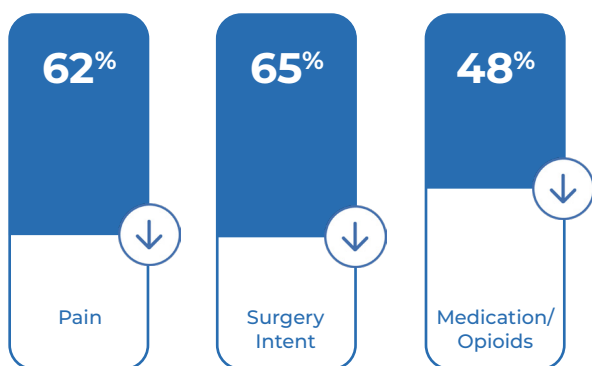 62%
65%
48%
Pain
Surgery
Intent
Medication/
Opioids